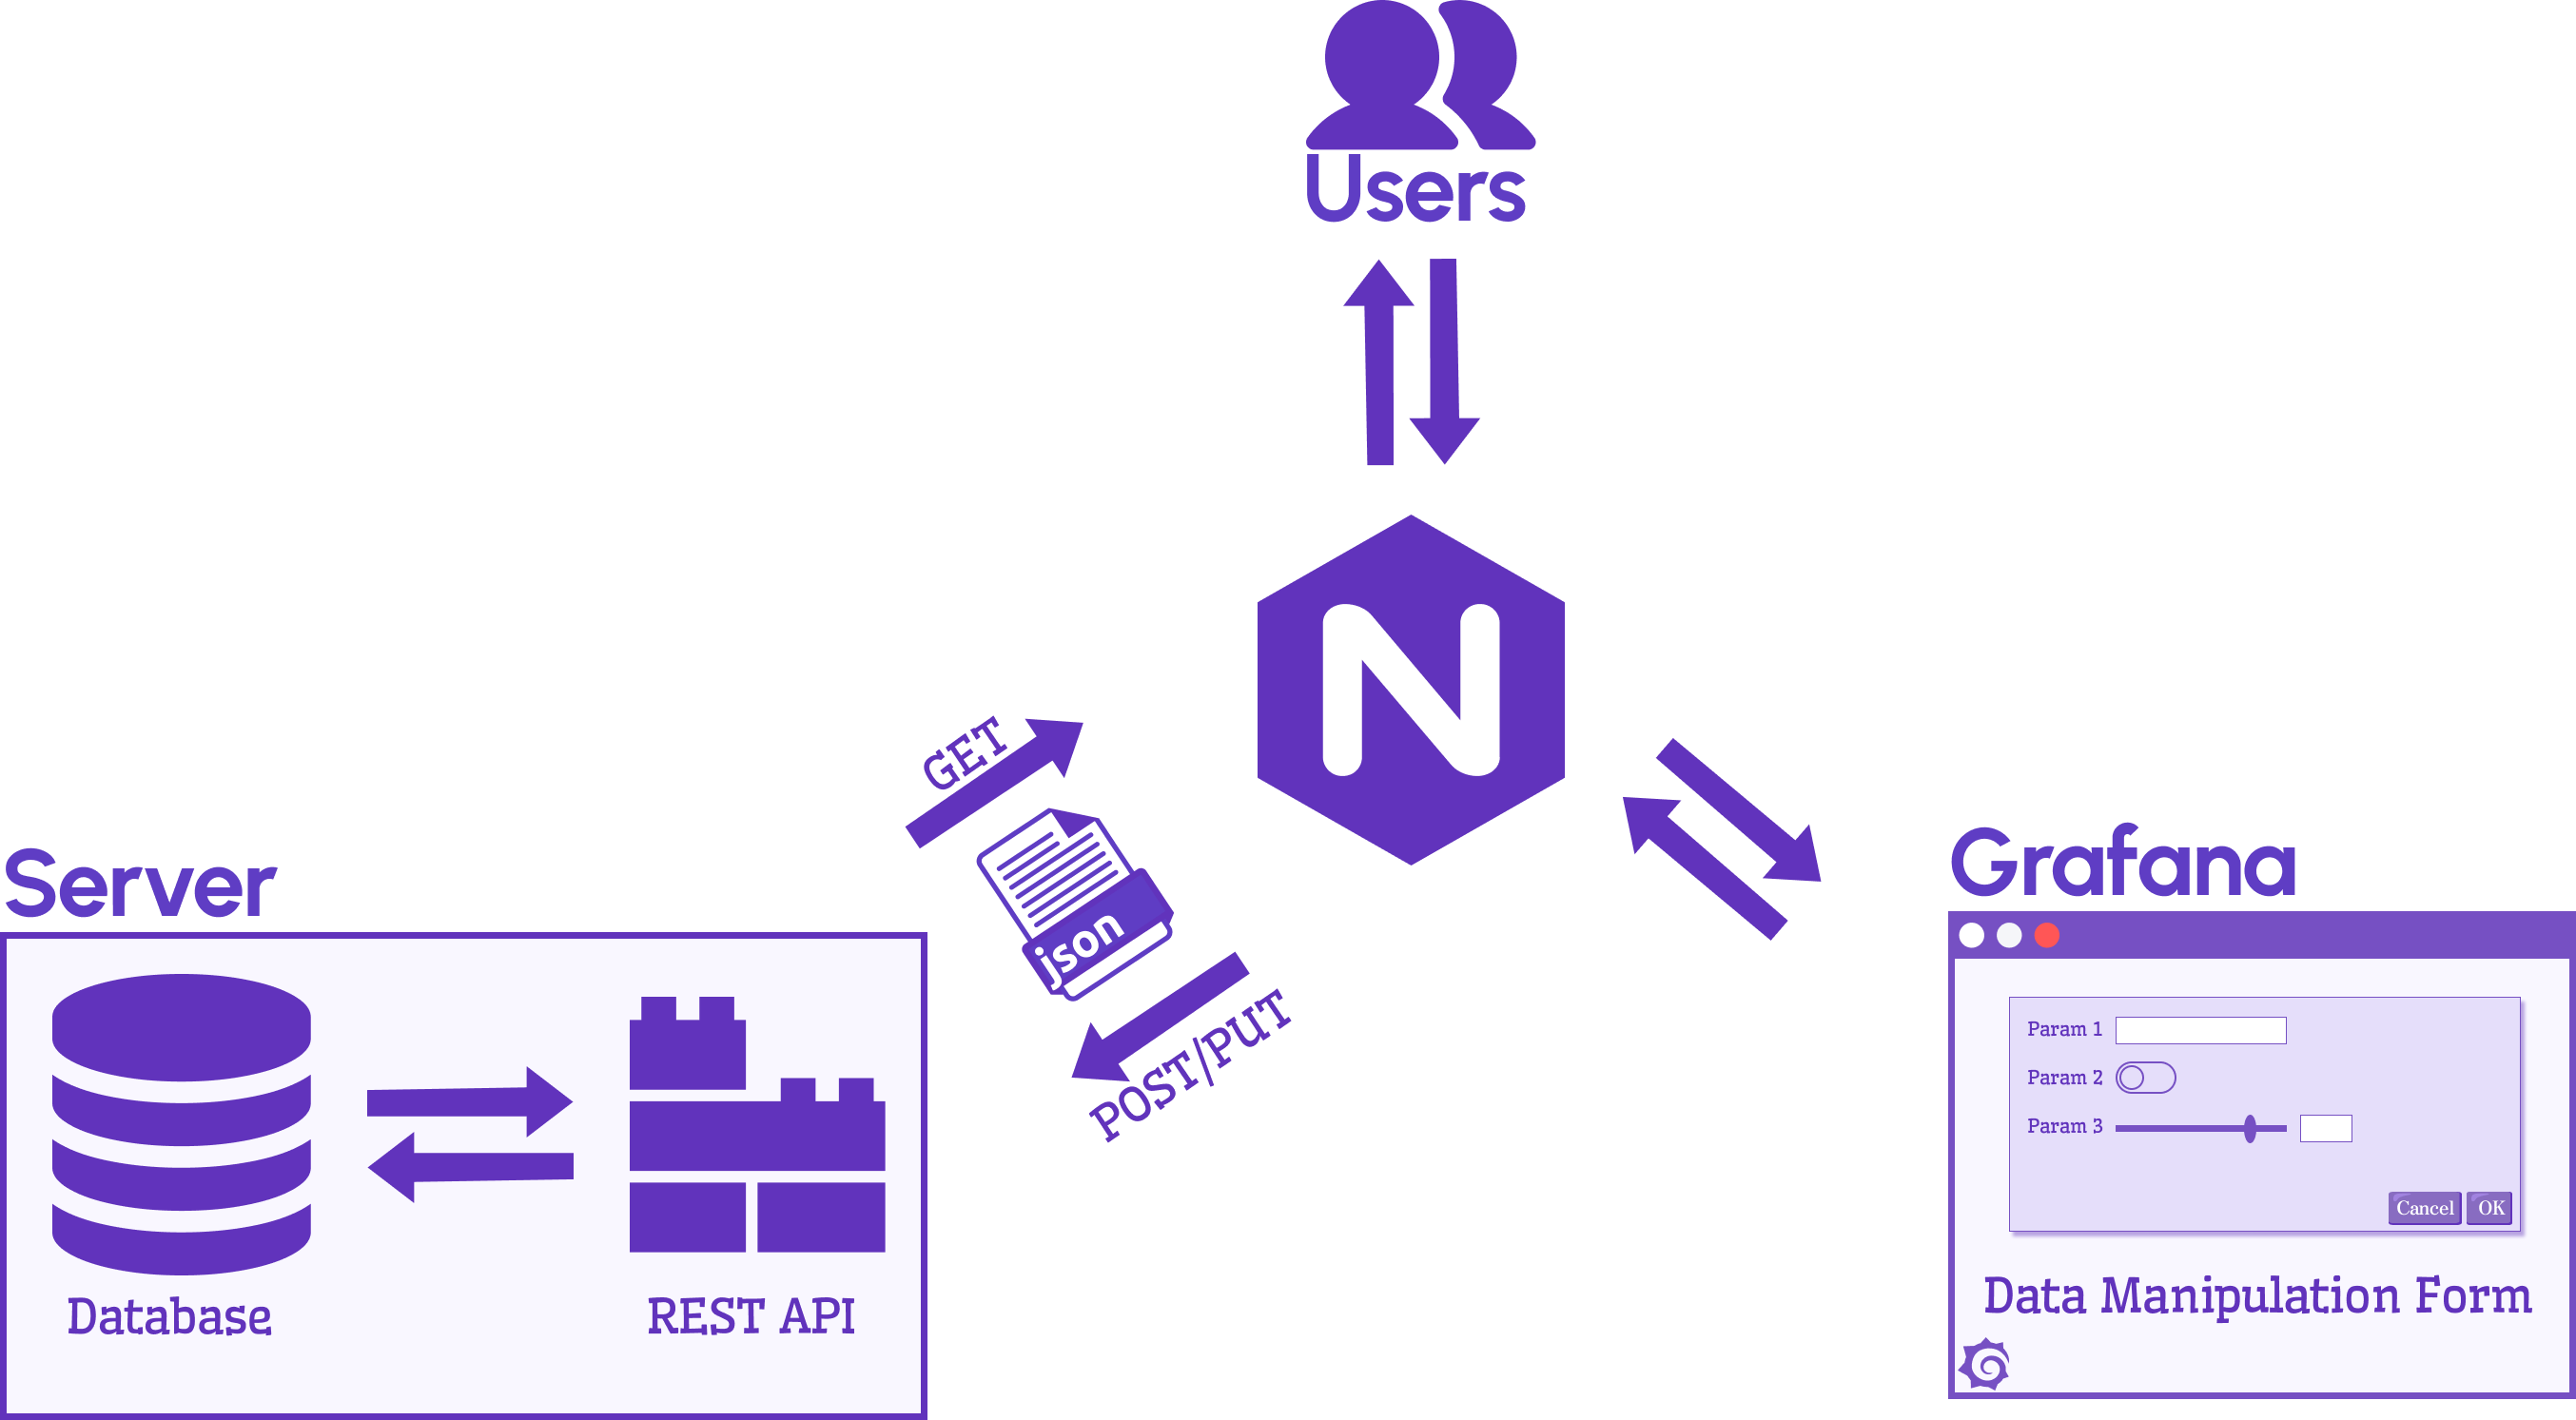 Users
N
GET
json
POST/PUT
Server
Database
REST API
Grafana
Param 1
Param 2
Param 3
Cancel
OK
Data Manipulation Form